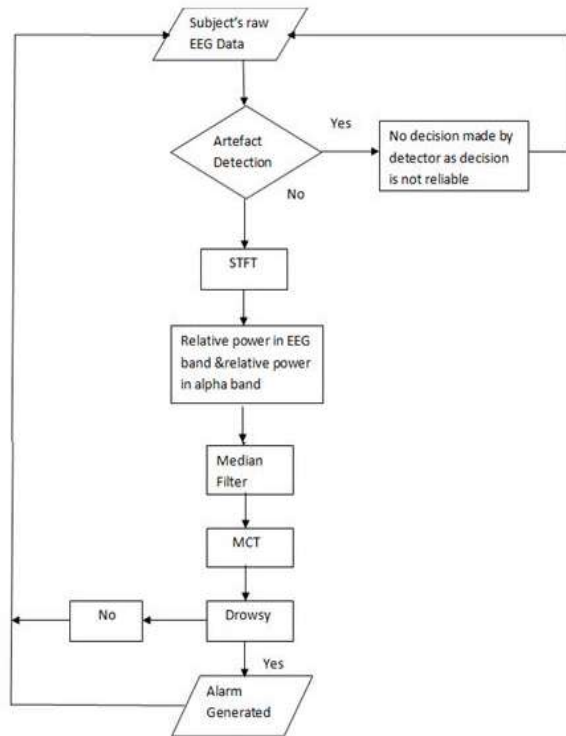 Subject's raw
EEG Data
Artefact
Detection
Yes
No decision made by
detector as decision
is not reliable
No
STFT
Relative power in EEG
band &relative power
in alpha band
Median
Filter
MCT
No
Drowsy
Yes
Alarm
Generated